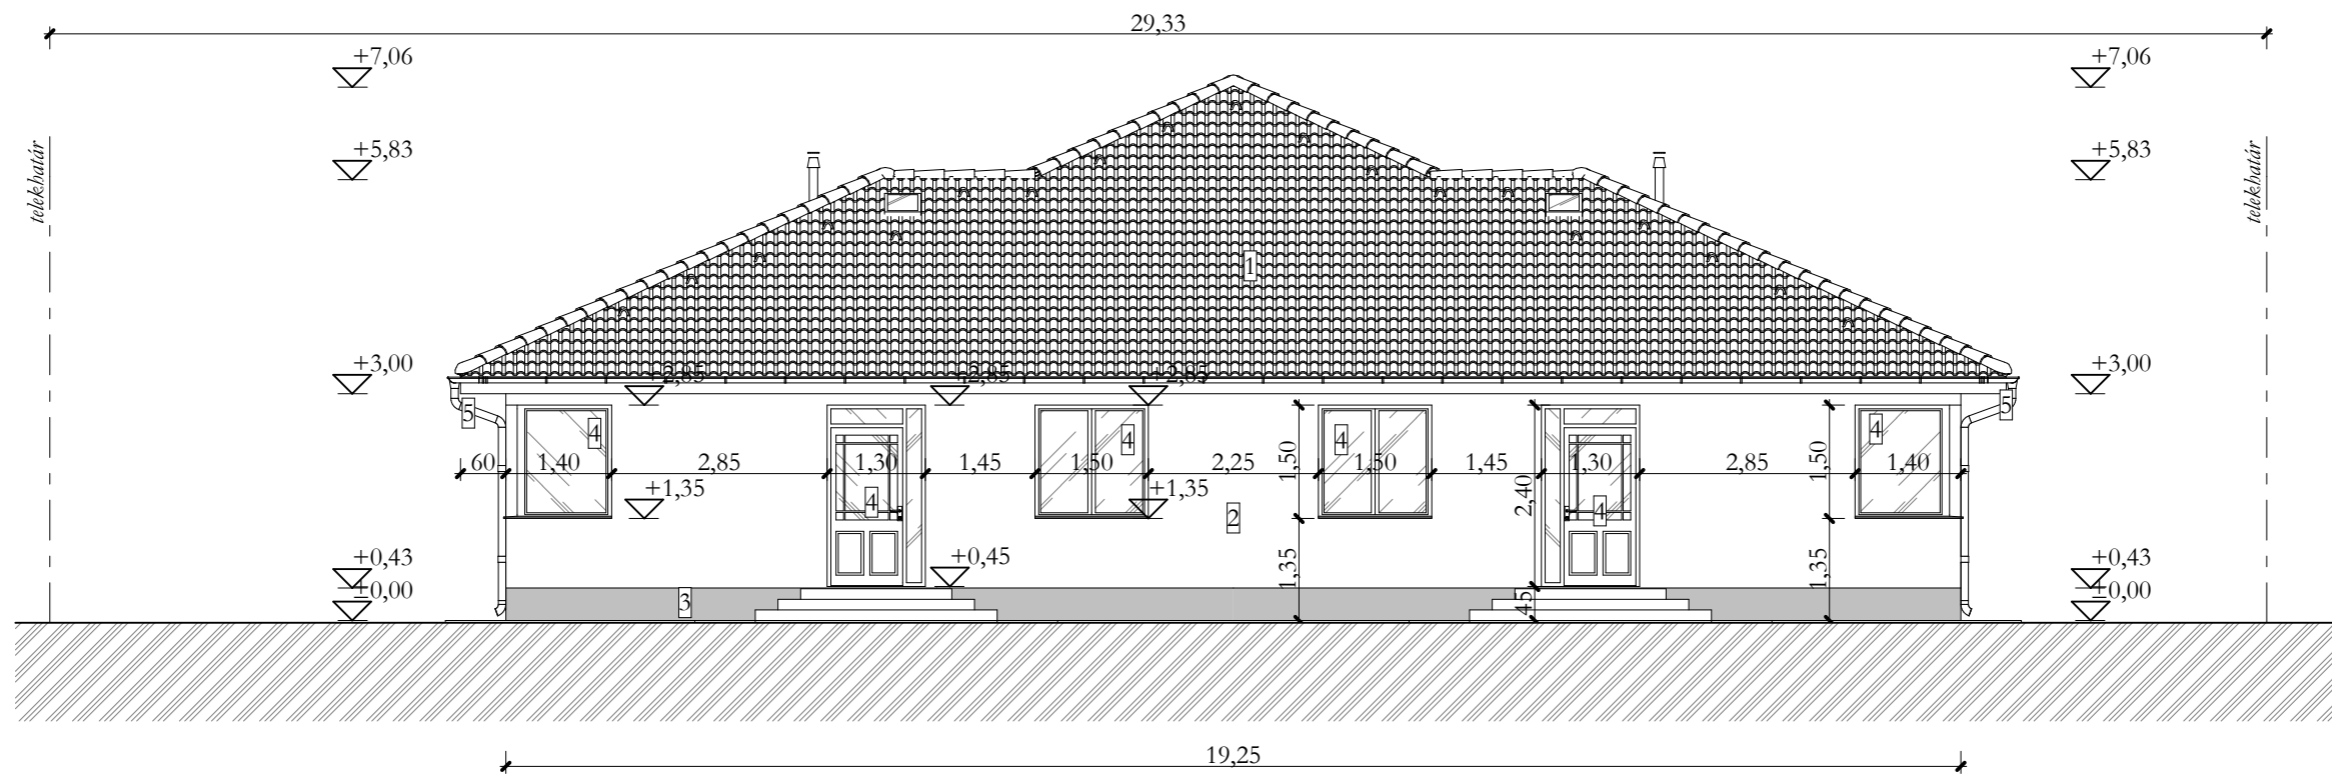 29,33
+7,06 +7,06
+5,83 +5,83
telekhatár telekhatár
1
+3,00 +2,85 +2,85 +2,85 +3,00
5 5
4 4 4 4
60 1,40 2,85 1,30 1,45 1,50 2,25 1,50 1,50 1,45 1,30 2,85 1,50 1,40
+1,35 4 +1,35 2 2,40 4
+0,43 +0,45 1,35 1,35 +0,43
±0,00 3 45 ±0,00
19,25